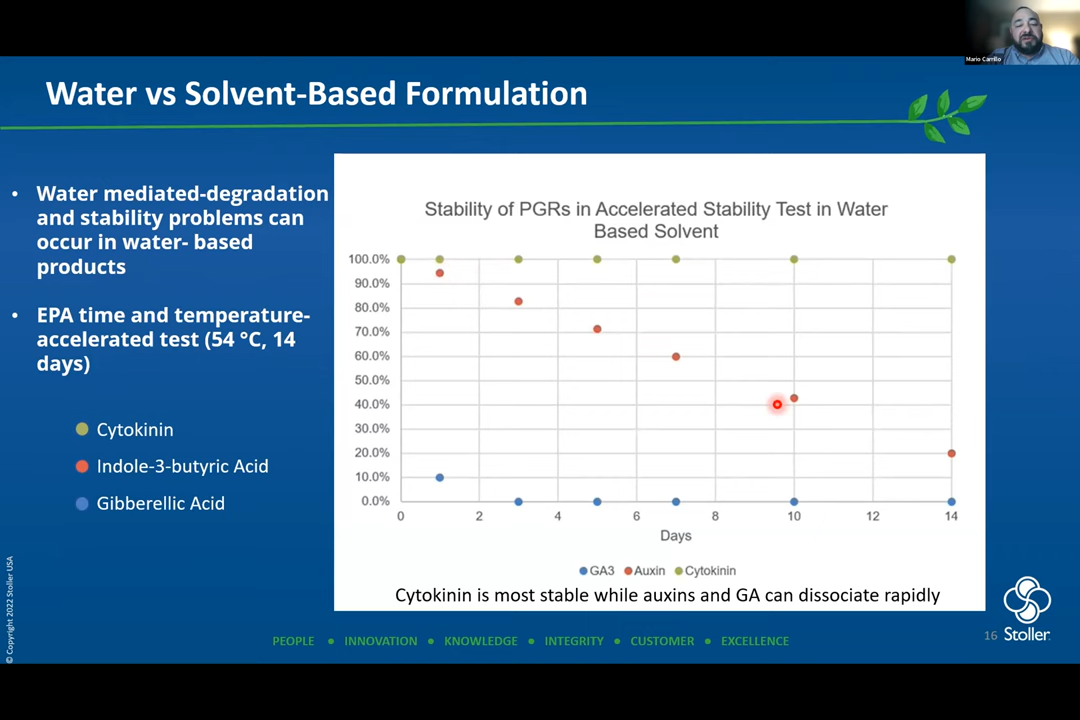 Mario Carrillo
Water vs Solvent-Based Formulation
• Water mediated-degradation
and stability problems can
occur in water- based
products
• EPA time and temperature-
accelerated test (54 °C, 14
days)
Cytokinin
Indole-3-butyric Acid
Gibberellic Acid
Stability of PGRs in Accelerated Stability Test in Water
Based Solvent
100.0%
90.0%
80.0%
70.0%
60.0%
50.0%
40.0%
30.0%
20.0%
10.0%
0.0%
0 2 4 6 8 10 12 14
Days
GA3 Auxin Cytokinin
Cytokinin is most stable while auxins and GA can dissociate rapidly
© Copyright 2022 Stoller USA
PEOPLE • INNOVATION • KNOWLEDGE • INTEGRITY • CUSTOMER • EXCELLENCE
16
Stoller